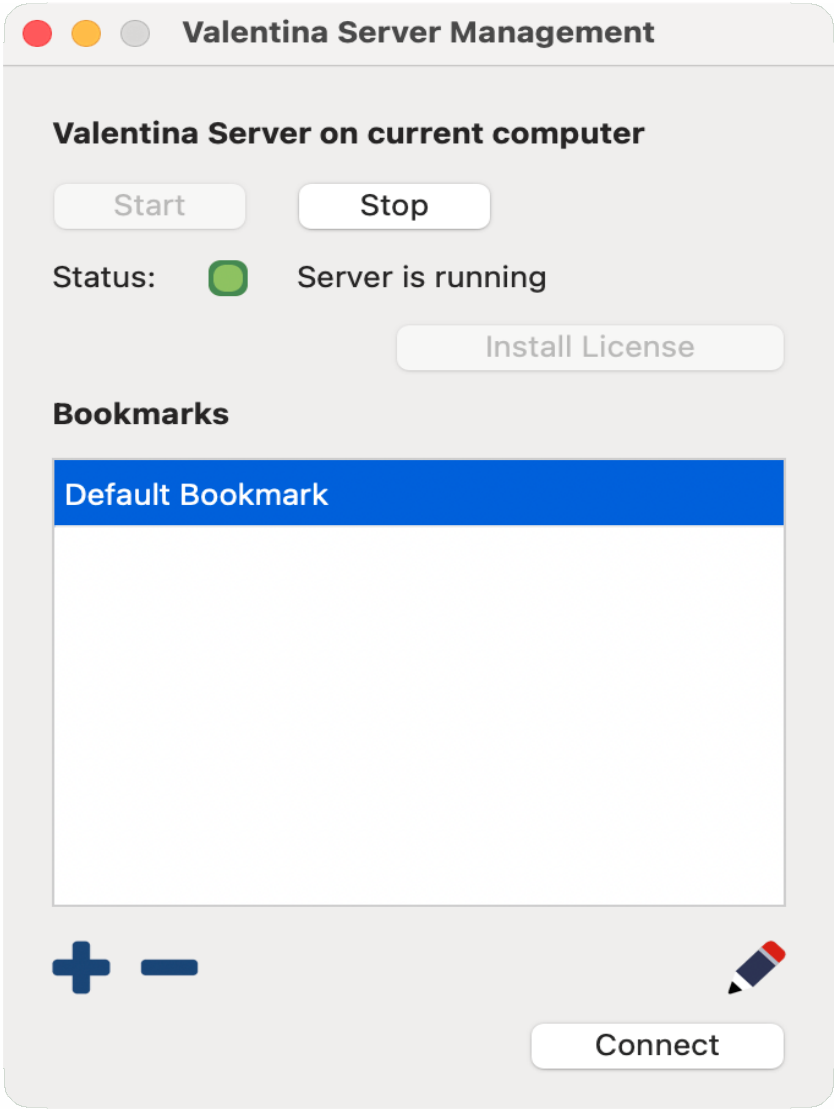 Valentina Server Management
Valentina Server on current computer
Start Stop
Status: Server is running
Install License
Bookmarks
Default Bookmark
Connect